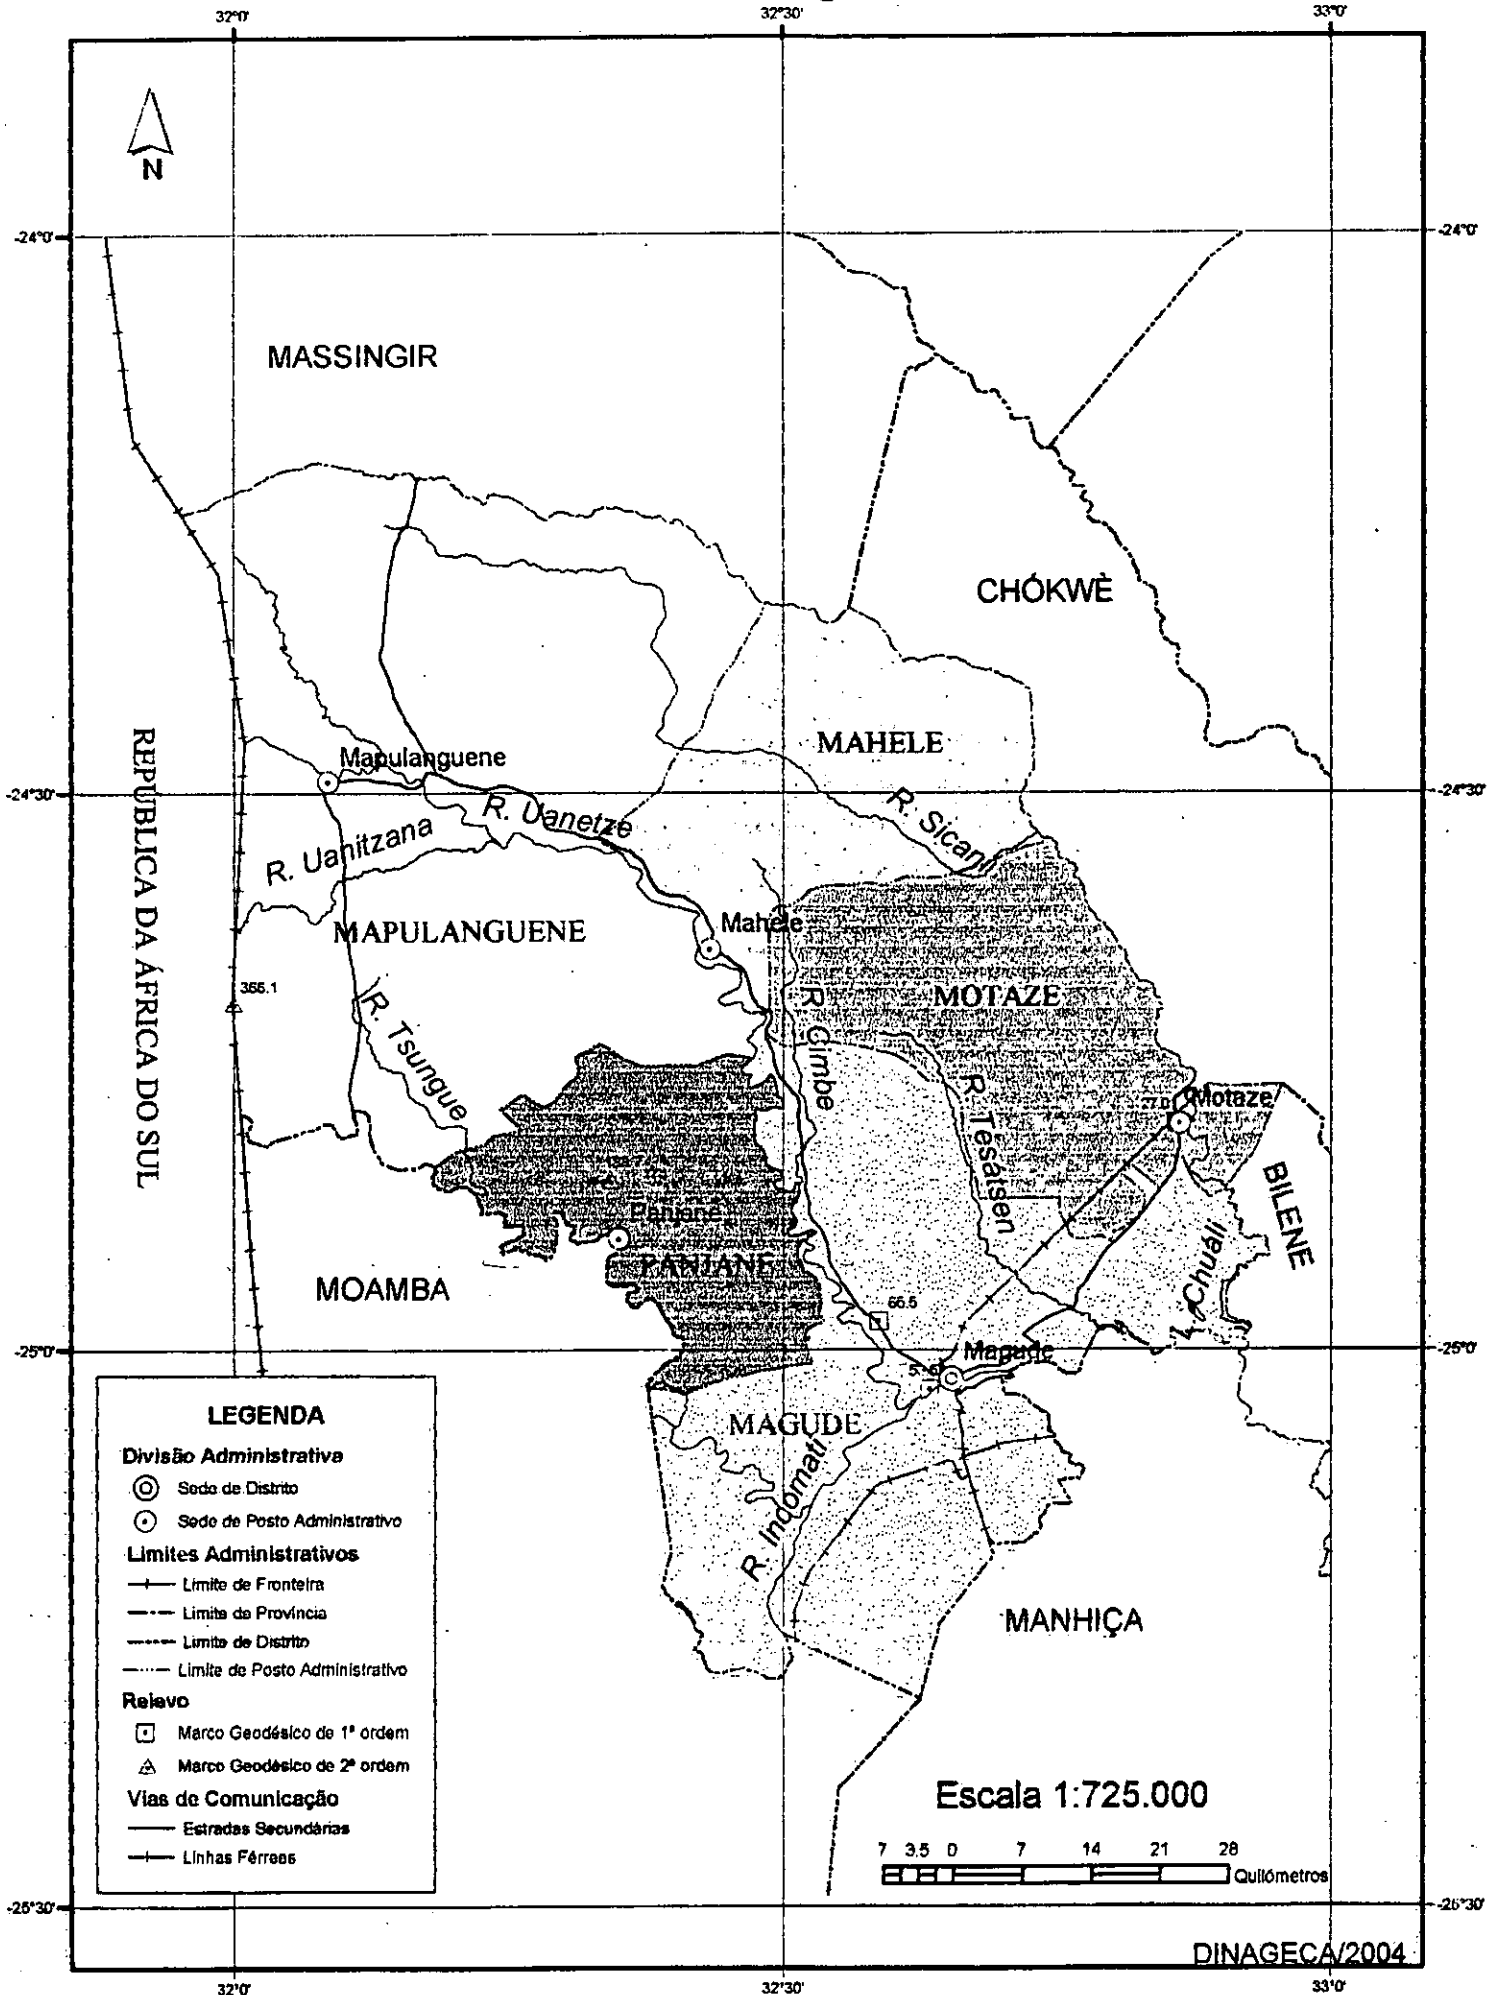 32°0'
32°30'
33°0'
N
-24°0'
-24°0'
MASSINGIR
CHÓKWÈ
REPUBLICA DA ÁFRICA DO SUL
MAHELE
Mapulanguene
-24°30'
-24°30'
R. Uanetze
R. Sicani
R. Uanitzana
MAPULANGUENE
Mahele
355.1
MOTAZE
R. Tsungue
R Cimbe
R. Tesatsen
7.0
Motaze
BILENE
Panjane
PANJANE
Chuáli
MOAMBA
66.5
-25°0'
-25°0'
Magude
MAGUDE
R. Indomati
MANHIÇA
LEGENDA
Divisão Administrativa
Sede de Distrito
Sede de Posto Administrativo
Limites Administrativos
Limite de Fronteira
Limite de Província
Limite de Distrito
Limite de Posto Administrativo
Relevo
Marco Geodésico de 1ª ordem
Marco Geodésico de 2ª ordem
Vias de Comunicação
Estradas Secundárias
Linhas Férreas
Escala 1:725.000
7 3.5 0 7 14 21 28
Quilómetros
-25°30'
-25°30'
DINAGECA/2004
32°0'
32°30'
33°0'